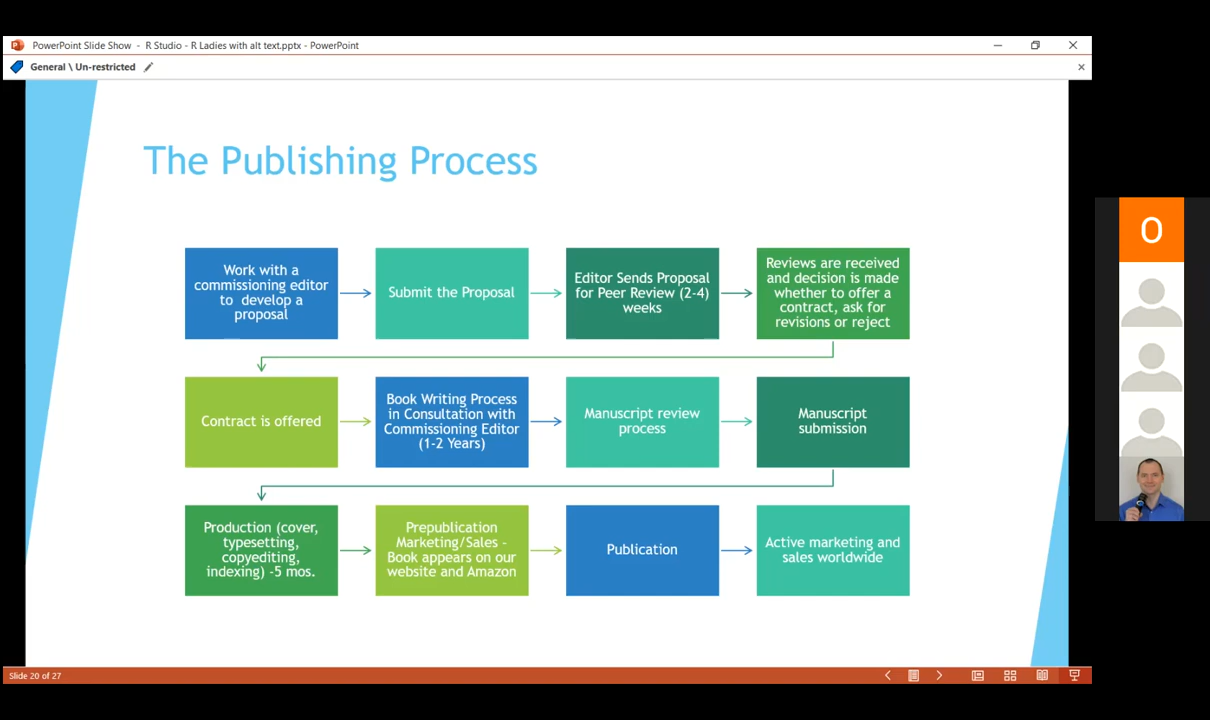 PowerPoint Slide Show - R Studio - R Ladies with alt text.pptx - PowerPoint
General \ Un-restricted
The Publishing Process
Work with a
commissioning editor
to develop a
proposal
Submit the Proposal
Editor Sends Proposal
for Peer Review (2-4)
weeks
Reviews are received
and decision is made
whether to offer a
contract, ask for
revisions or reject
Contract is offered
Book Writing Process
in Consultation with
Commissioning Editor
(1-2 Years)
Manuscript review
process
Manuscript
submission
Production (cover,
typesetting,
copyediting,
indexing) -5 mos.
Prepublication
Marketing/Sales -
Book appears on our
website and Amazon
Publication
Active marketing and
sales worldwide
O
Slide 20 of 27